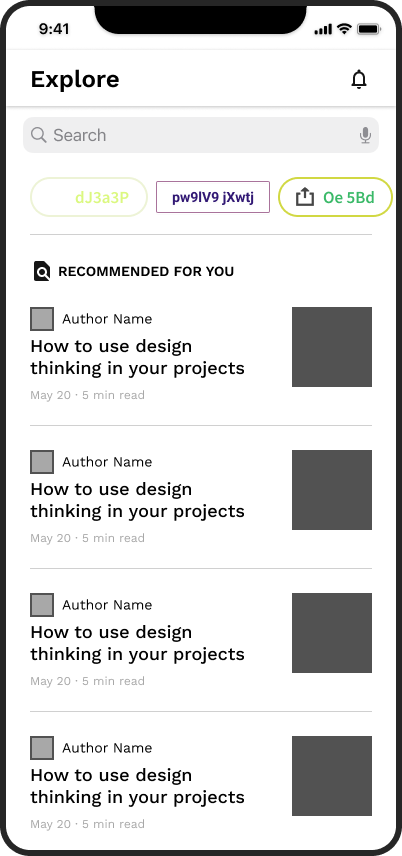 9:41
Explore
Search
dJ3a3P
pw9lV9 jXwtj
Oe 5Bd
RECOMMENDED FOR YOU
Author Name
How to use design
thinking in your projects
May 20 · 5 min read
Author Name
How to use design
thinking in your projects
May 20 · 5 min read
Author Name
How to use design
thinking in your projects
May 20 · 5 min read
Author Name
How to use design
thinking in your projects
May 20 · 5 min read